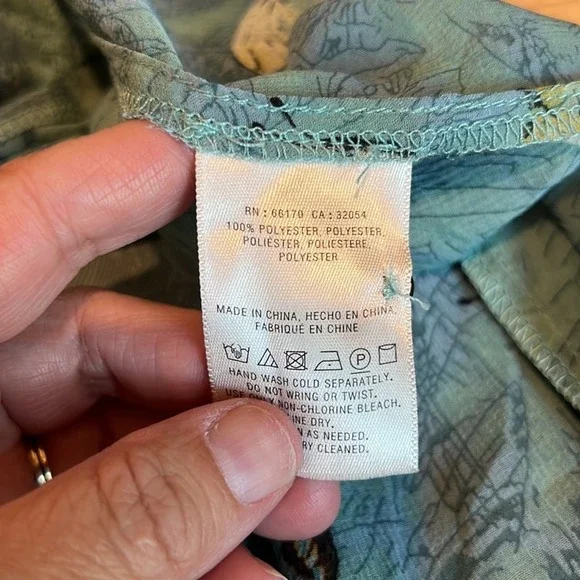 RN : 66170 CA : 32054
100% POLYESTER, POLYESTER,
POLIÉSTER, POLIESTERE,
POLYESTER
MADE IN CHINA, HECHO EN CHINA,
FABRIQUÉ EN CHINE
HAND WASH COLD SEPARATELY.
DO NOT WRING OR TWIST.
ONLY NON-CHLORINE BLEACH.
DRY.
AS NEEDED.
CLEANED.